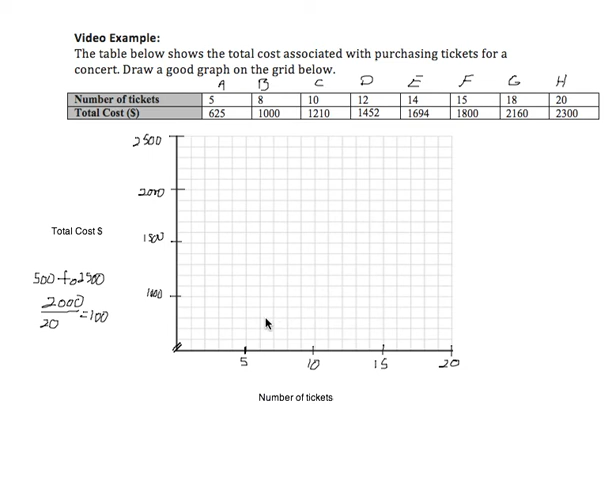 Video Example:
The table below shows the total cost associated with purchasing tickets for a
concert. Draw a good graph on the grid below.
A B C D E F G H
Number of tickets 5 8 10 12 14 15 18 20
Total Cost ($) 625 1000 1210 1452 1694 1800 2160 2300
2500
2000
Total Cost $
1500
500 to 2500
2000
20
=100
1000
5 10 15 20
Number of tickets